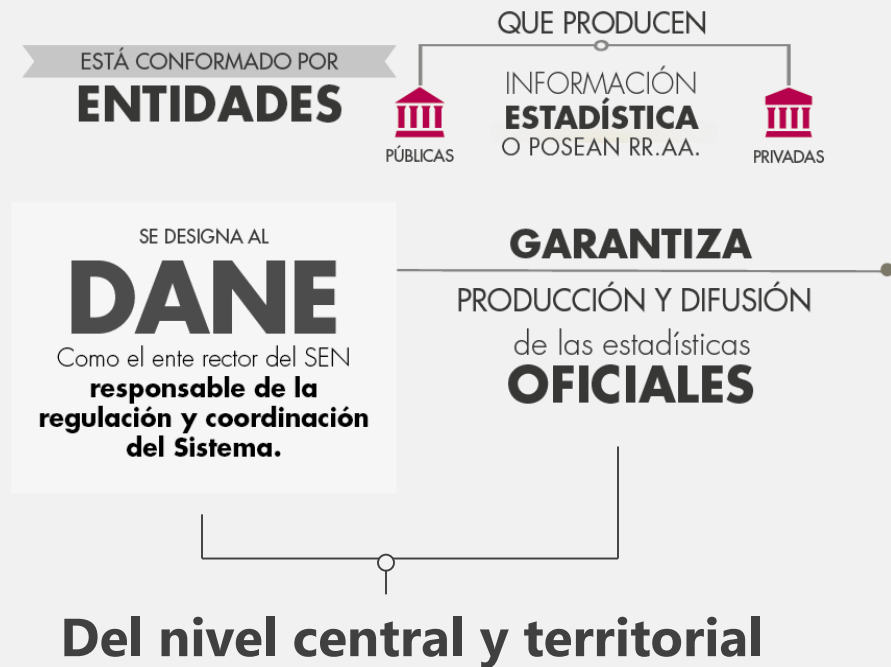 ESTÁ CONFORMADO POR
ENTIDADES
QUE PRODUCEN
INFORMACIÓN
ESTADÍSTICA
O POSEAN RR.AA.
PÚBLICAS
PRIVADAS
SE DESIGNA AL
DANE
Como el ente rector del SEN
responsable de la
regulación y coordinación
del Sistema.
GARANTIZA
PRODUCCIÓN Y DIFUSIÓN
de las estadísticas
OFICIALES
Del nivel central y territorial